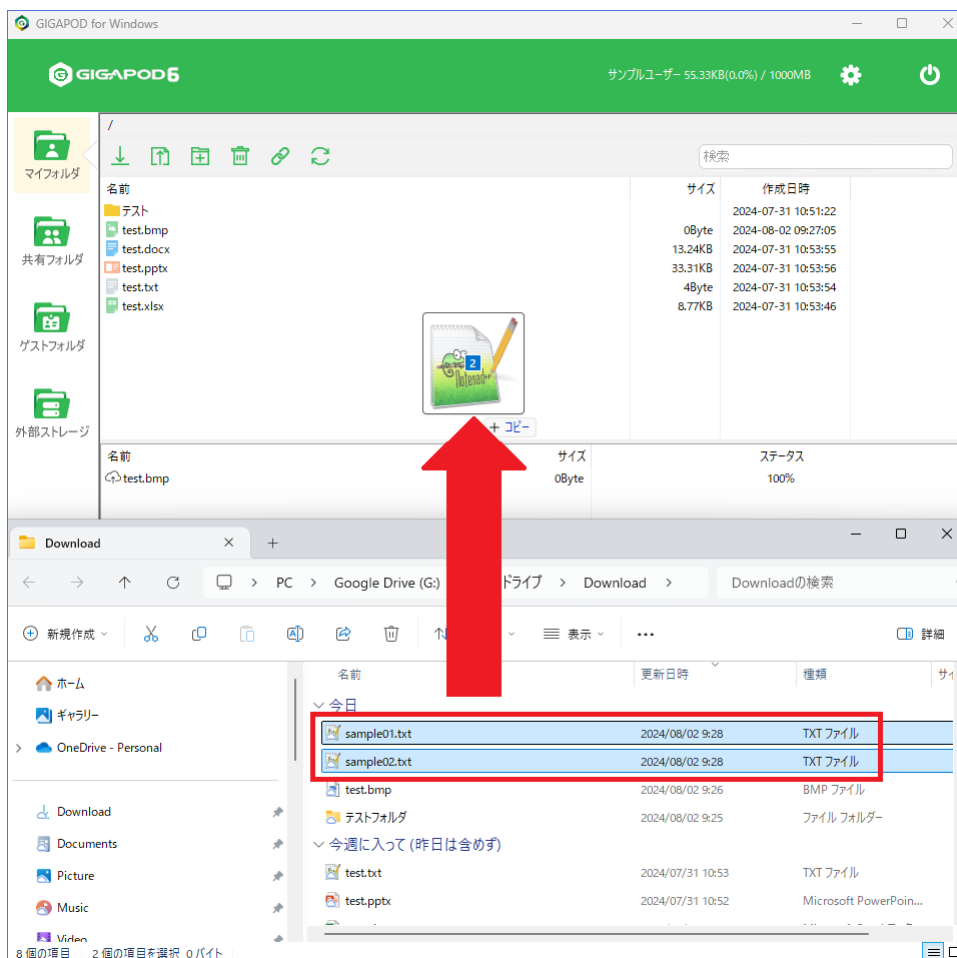 GIGAPOD for Windows
GIGAPOD 6
サンプルユーザー 55.33KB(0.0%) / 1000MB
/
検索
マイフォルダ
共有フォルダ
ゲストフォルダ
外部ストレージ
名前 サイズ 作成日時
テスト 2024-07-31 10:51:22
test.bmp 0Byte 2024-08-02 09:27:05
test.docx 13.24KB 2024-07-31 10:53:55
test.pptx 33.31KB 2024-07-31 10:53:56
test.txt 4Byte 2024-07-31 10:53:54
test.xlsx 8.77KB 2024-07-31 10:53:46
2
+ コピー
名前 サイズ ステータス
test.bmp 0Byte 100%
Download
PC > Google Drive (G:) ドライブ > Download >
Downloadの検索
新規作成
表示
詳細
ホーム
ギャラリー
OneDrive - Personal
Download
Documents
Picture
Music
Video
名前 更新日時 種類
今日
sample01.txt 2024/08/02 9:28 TXT ファイル
sample02.txt 2024/08/02 9:28 TXT ファイル
test.bmp 2024/08/02 9:26 BMP ファイル
テストフォルダ 2024/08/02 9:25 ファイル フォルダー
今週に入って (昨日は含めず)
test.txt 2024/07/31 10:53 TXT ファイル
test.pptx 2024/07/31 10:52 Microsoft PowerPoin...
8 個の項目 2 個の項目を選択 0 バイト